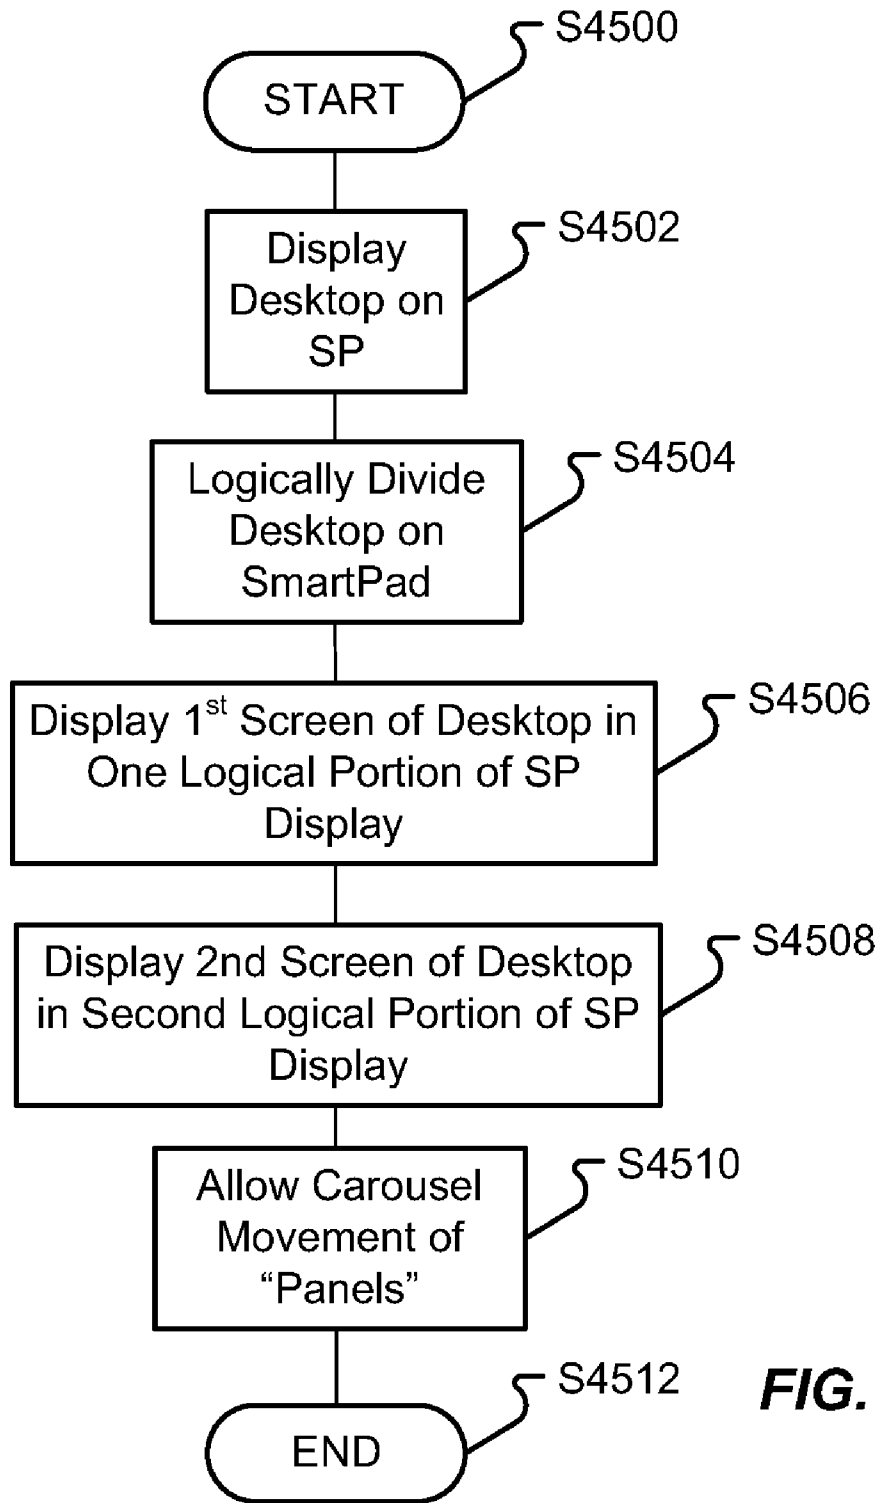 S4500
START
S4502
Display
Desktop on
SP
S4504
Logically Divide
Desktop on
SmartPad
S4506
Display 1st Screen of Desktop in
One Logical Portion of SP
Display
S4508
Display 2nd Screen of Desktop
in Second Logical Portion of SP
Display
S4510
Allow Carousel
Movement of
“Panels”
S4512
END
FIG.